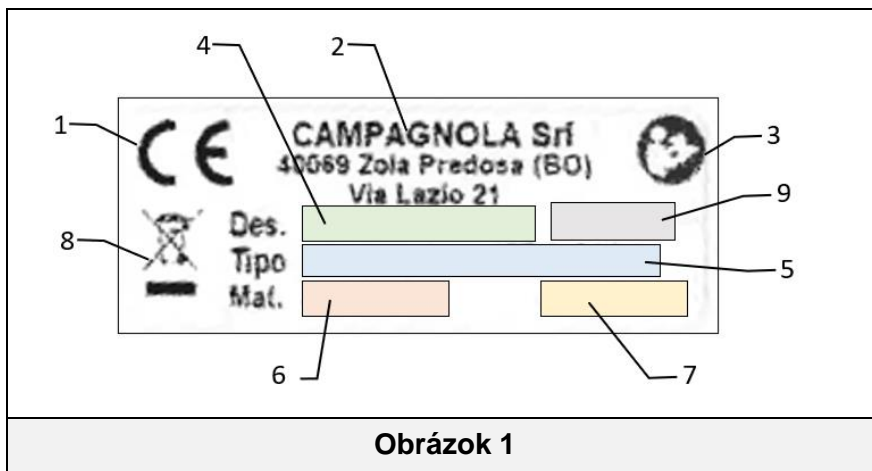 4 2
1 CE CAMPAGNOLA Srl 3
40069 Zola Predosa (BO)
Via Lazio 21 9
8 Des.
Tipo 5
Mat.
6 7
Obrázok 1